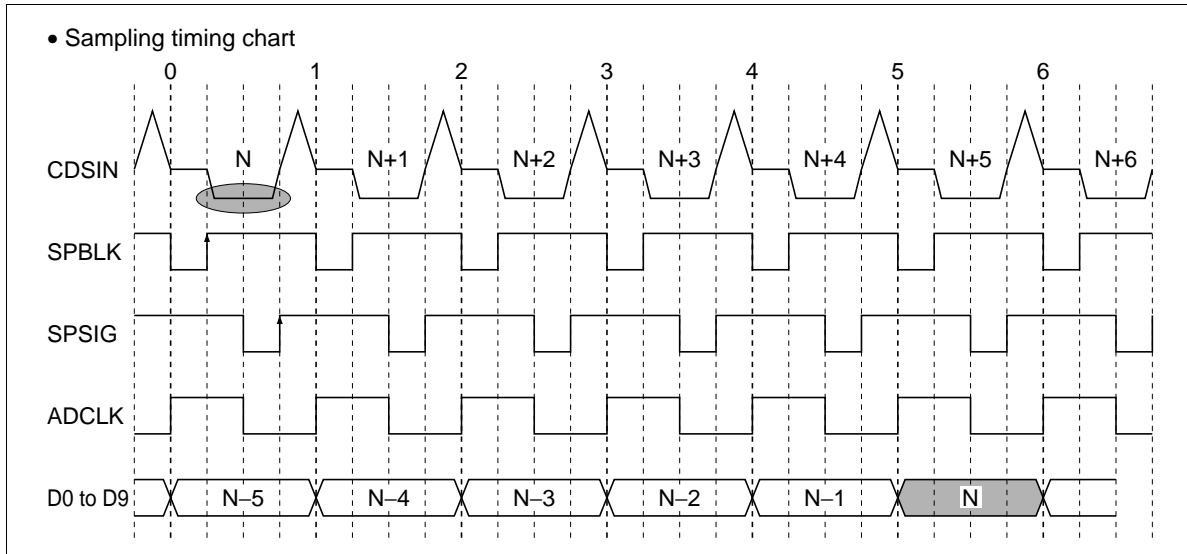 • Sampling timing chart
0 1 2 3 4 5 6
CDSIN N N+1 N+2 N+3 N+4 N+5 N+6
SPBLK
SPSIG
ADCLK
D0 to D9 N–5 N–4 N–3 N–2 N–1 N